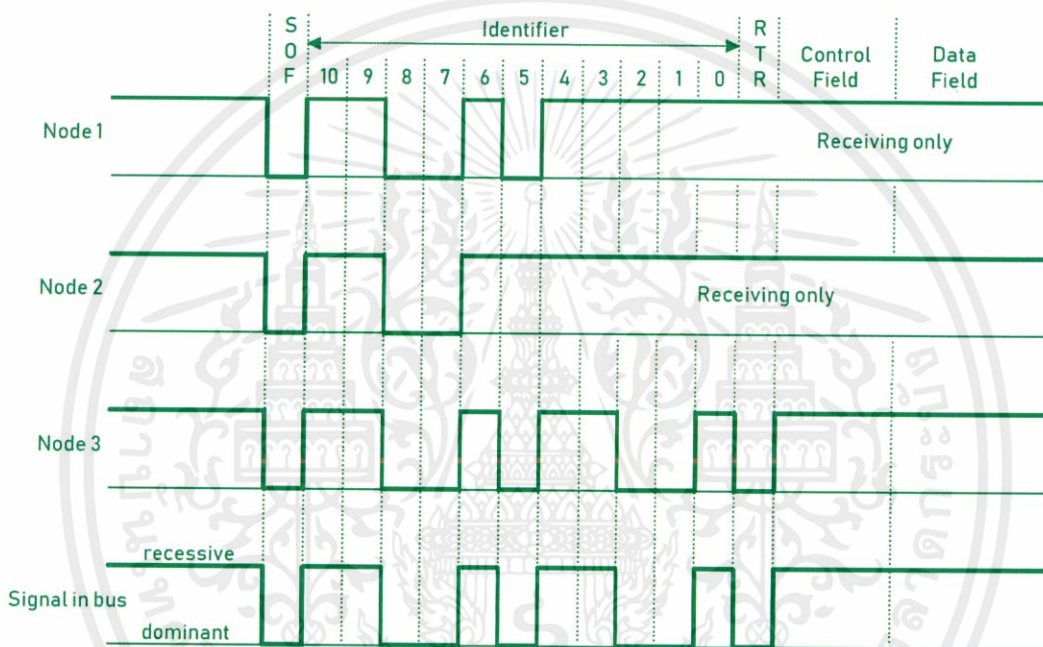 S O F
Identifier
R T R
Control Field
Data Field
10 9 8 7 6 5 4 3 2 1 0
Node 1
Receiving only
Node 2
Receiving only
Node 3
recessive
Signal in bus
dominant